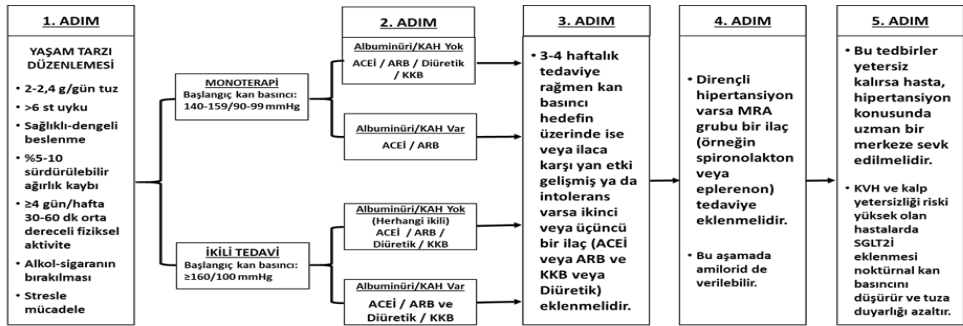 1. ADIM
YAŞAM TARZI
DÜZENLEMESİ
• 2-2,4 g/gün tuz
• >6 st uyku
• Sağlıklı-dengeli
beslenme
• %5-10
sürdürülebilir
ağırlık kaybı
• ≥4 gün/hafta
30-60 dk orta
dereceli fiziksel
aktivite
• Alkol-sigaranın
bırakılması
• Stresle
mücadele
MONOTERAPİ
Başlangıç kan basıncı:
140-159/90-99 mmHg
İKİLİ TEDAVİ
Başlangıç kan basıncı:
≥160/100 mmHg
2. ADIM
Albuminüri/KAH Yok
ACEİ / ARB / Diüretik /
KKB
Albuminüri/KAH Var
ACEİ / ARB
Albuminüri/KAH Yok
(Herhangi ikili)
ACEİ / ARB /
Diüretik / KKB
Albuminüri/KAH Var
ACEİ / ARB ve
Diüretik / KKB
3. ADIM
• 3-4 haftalık
tedaviye
rağmen kan
basıncı
hedefin
üzerinde ise
veya ilaca
karşı yan etki
gelişmiş ya da
intolerans
varsa ikinci
veya üçüncü
bir ilaç (ACEİ
veya ARB ve
KKB veya
Diüretik)
eklenmelidir.
4. ADIM
• Dirençli
hipertansiyon
varsa MRA
grubu bir ilaç
(örneğin
spironolakton
veya
eplerenon)
tedaviye
eklenmelidir.
• Bu aşamada
amilorid de
verilebilir.
5. ADIM
• Bu tedbirler
yetersiz
kalırsa hasta,
hipertansiyon
konusunda
uzman bir
merkeze sevk
edilmelidir.
• KVH ve kalp
yetersizliği riski
yüksek olan
hastalarda
SGLT2İ
eklenmesi
noktürnal kan
basıncını
düşürür ve tuza
duyarlığı azaltır.